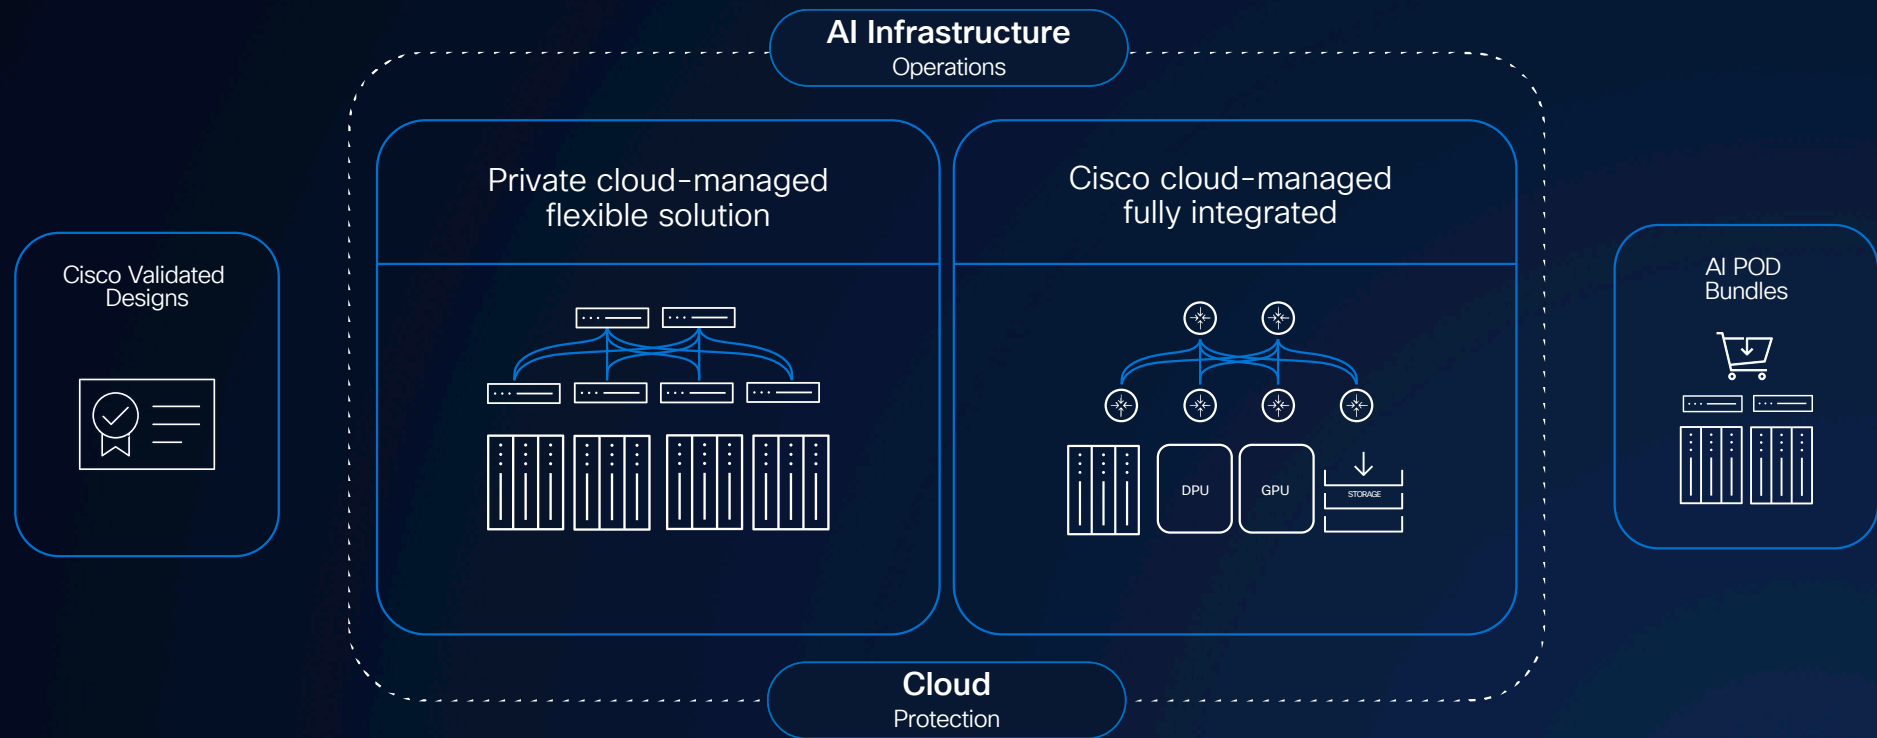 AI Infrastructure
Operations
Private cloud-managed
flexible solution
Cisco cloud-managed
fully integrated
Cisco Validated
Designs
AI POD
Bundles
DPU
GPU
STORAGE
Cloud
Protection